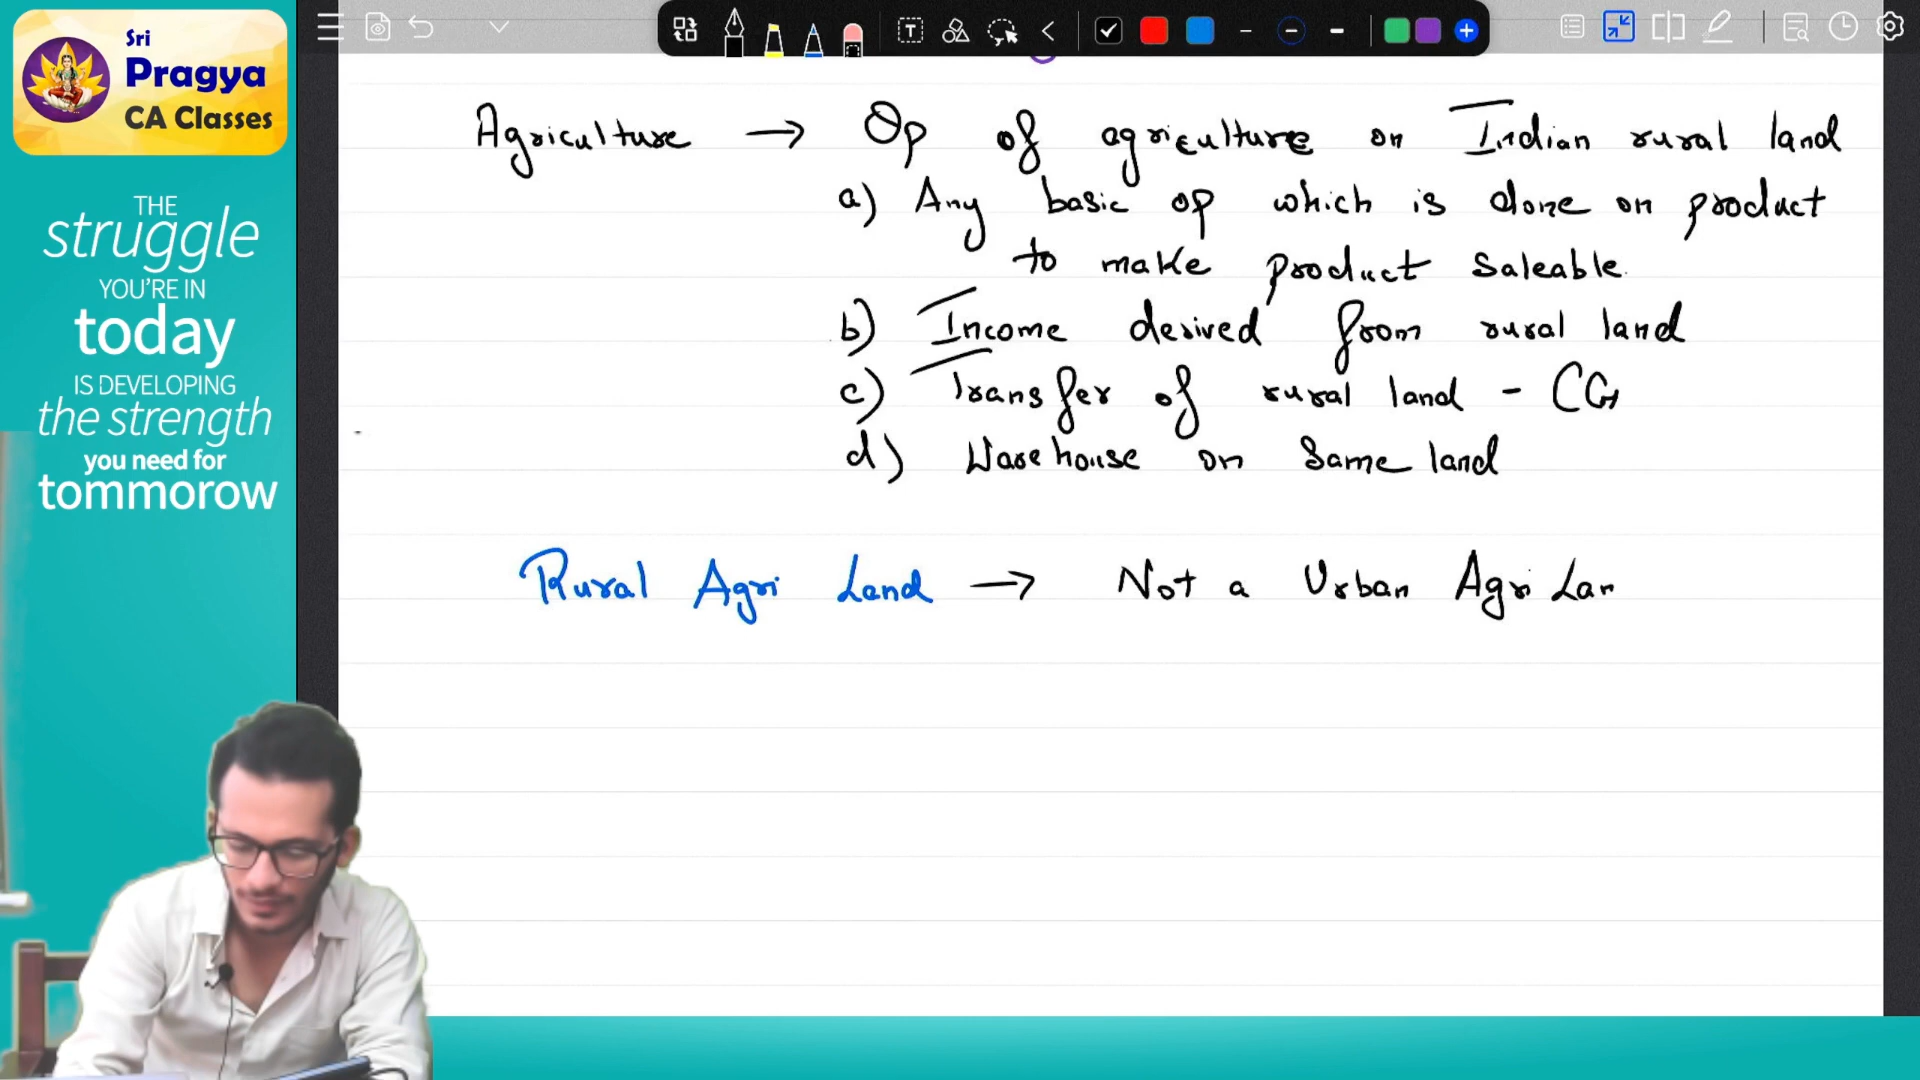 Sri
Pragya
CA Classes
THE
struggle
YOU'RE IN
today
IS DEVELOPING
the strength
you need for
tommorow
Agriculture → Op of agriculture on Indian rural land
a) Any basic op which is done on product
to make product saleable.
b) Income derived from rural land
c) Transfer of rural land - CG
d) Warehouse on same land
Rural Agri Land → Not a Urban Agri Lan